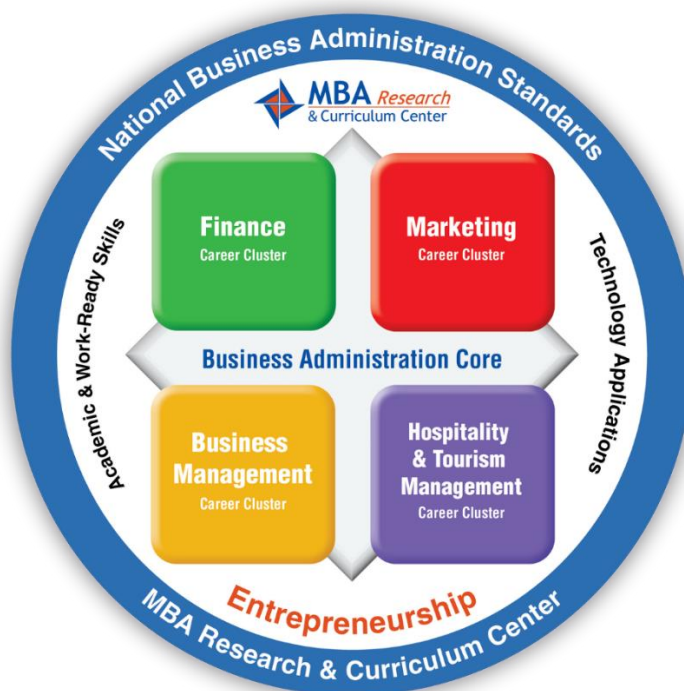 National Business Administration Standards
MBA Research
& Curriculum Center
Academic & Work-Ready Skills
Technology Applications
Finance
Career Cluster
Marketing
Career Cluster
Business Administration Core
Business
Management
Career Cluster
Hospitality
& Tourism
Management
Career Cluster
Entrepreneurship
MBA Research & Curriculum Center